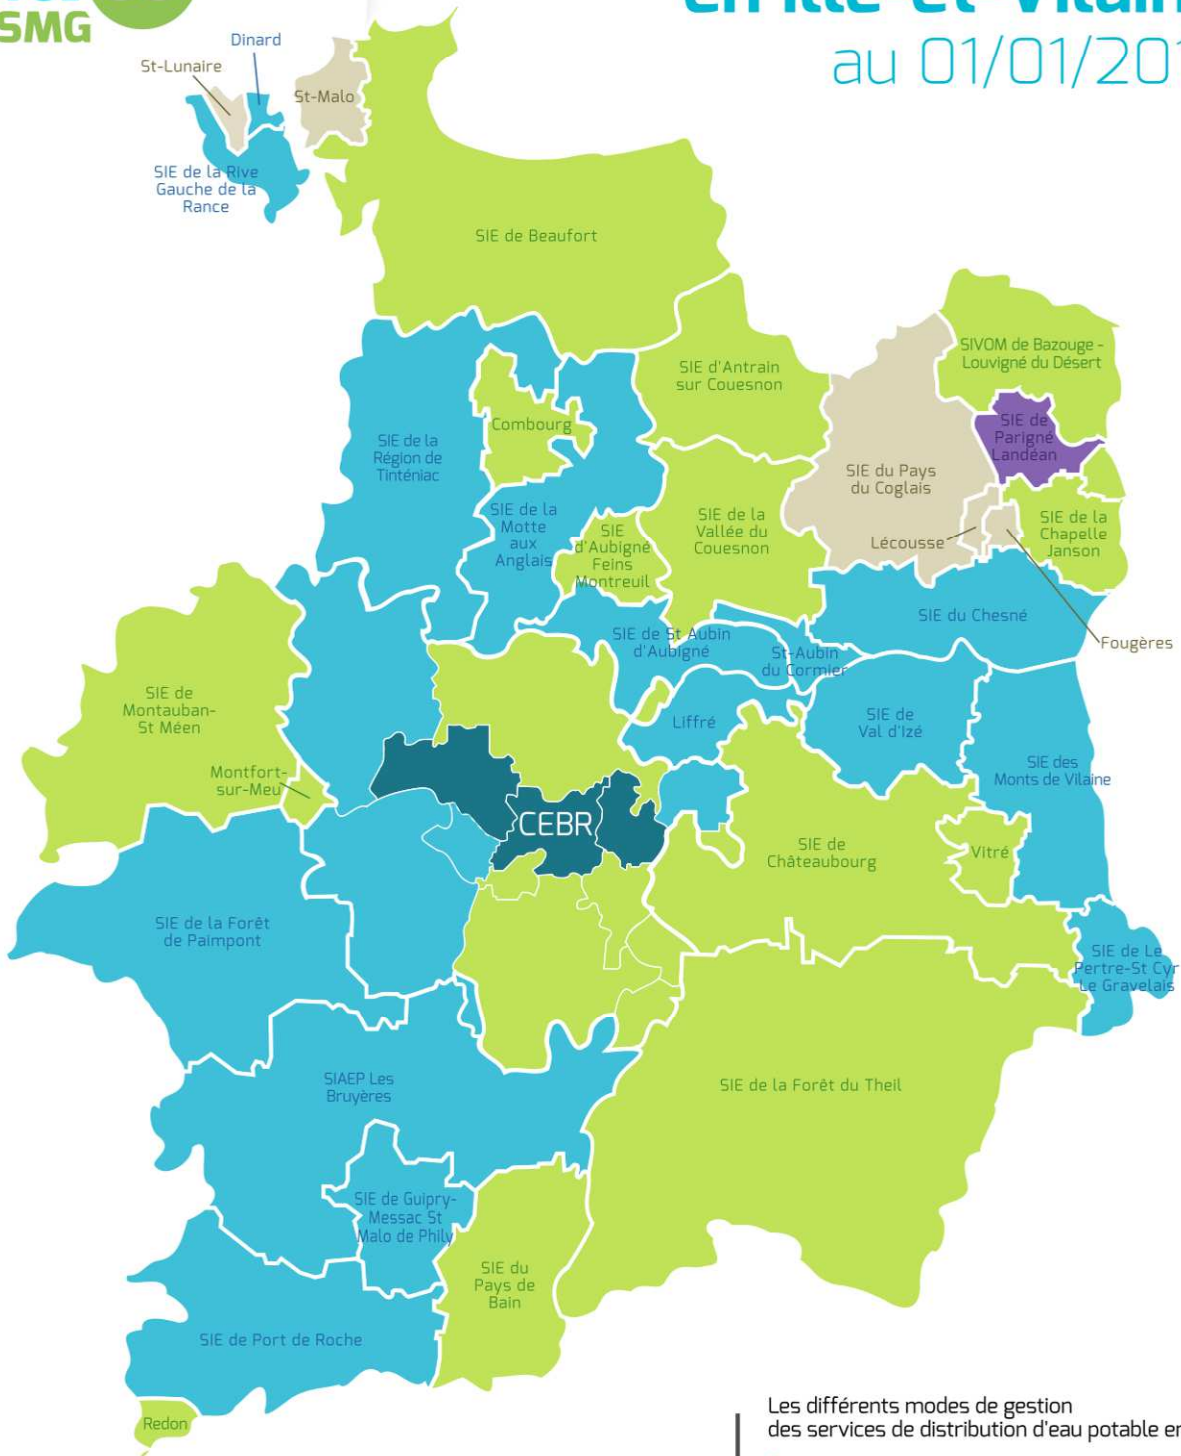 SMG
au 01/01/201
Dinard
St-Lunaire
St-Malo
SIE de la Rive
Gauche de la
Rance
SIE de Beaufort
SIE d'Antrain
sur Couesnon
SIVOM de Bazouge -
Louvigné du Désert
SIE de
Parigné
Landéan
Combourg
SIE de la
Région de
Tinténiac
SIE du Pays
du Coglais
SIE de la
Motte
aux
Anglais
SIE
d'Aubigné
Feins
Montreuil
SIE de la
Vallée du
Couesnon
Lécousse
SIE de la
Chapelle
Janson
SIE du Chesné
Fougères
SIE de St Aubin
d'Aubigné
St-Aubin
du Cormier
SIE de
Montauban-
St Méen
Liffré
SIE de
Val d'Izé
SIE des
Monts de Vilaine
Montfort-
sur-Meu
CEBR
SIE de
Châteaubourg
Vitré
SIE de la Forêt
de Paimpont
SIE de Le
Pertre-St Cyr
Le Gravelais
SIAEP Les
Bruyères
SIE de la Forêt du Theil
SIE de Guipry-
Messac St
Malo de Phily
SIE du
Pays de
Bain
SIE de Port de Roche
Redon
Les différents modes de gestion
des services de distribution d'eau potable en